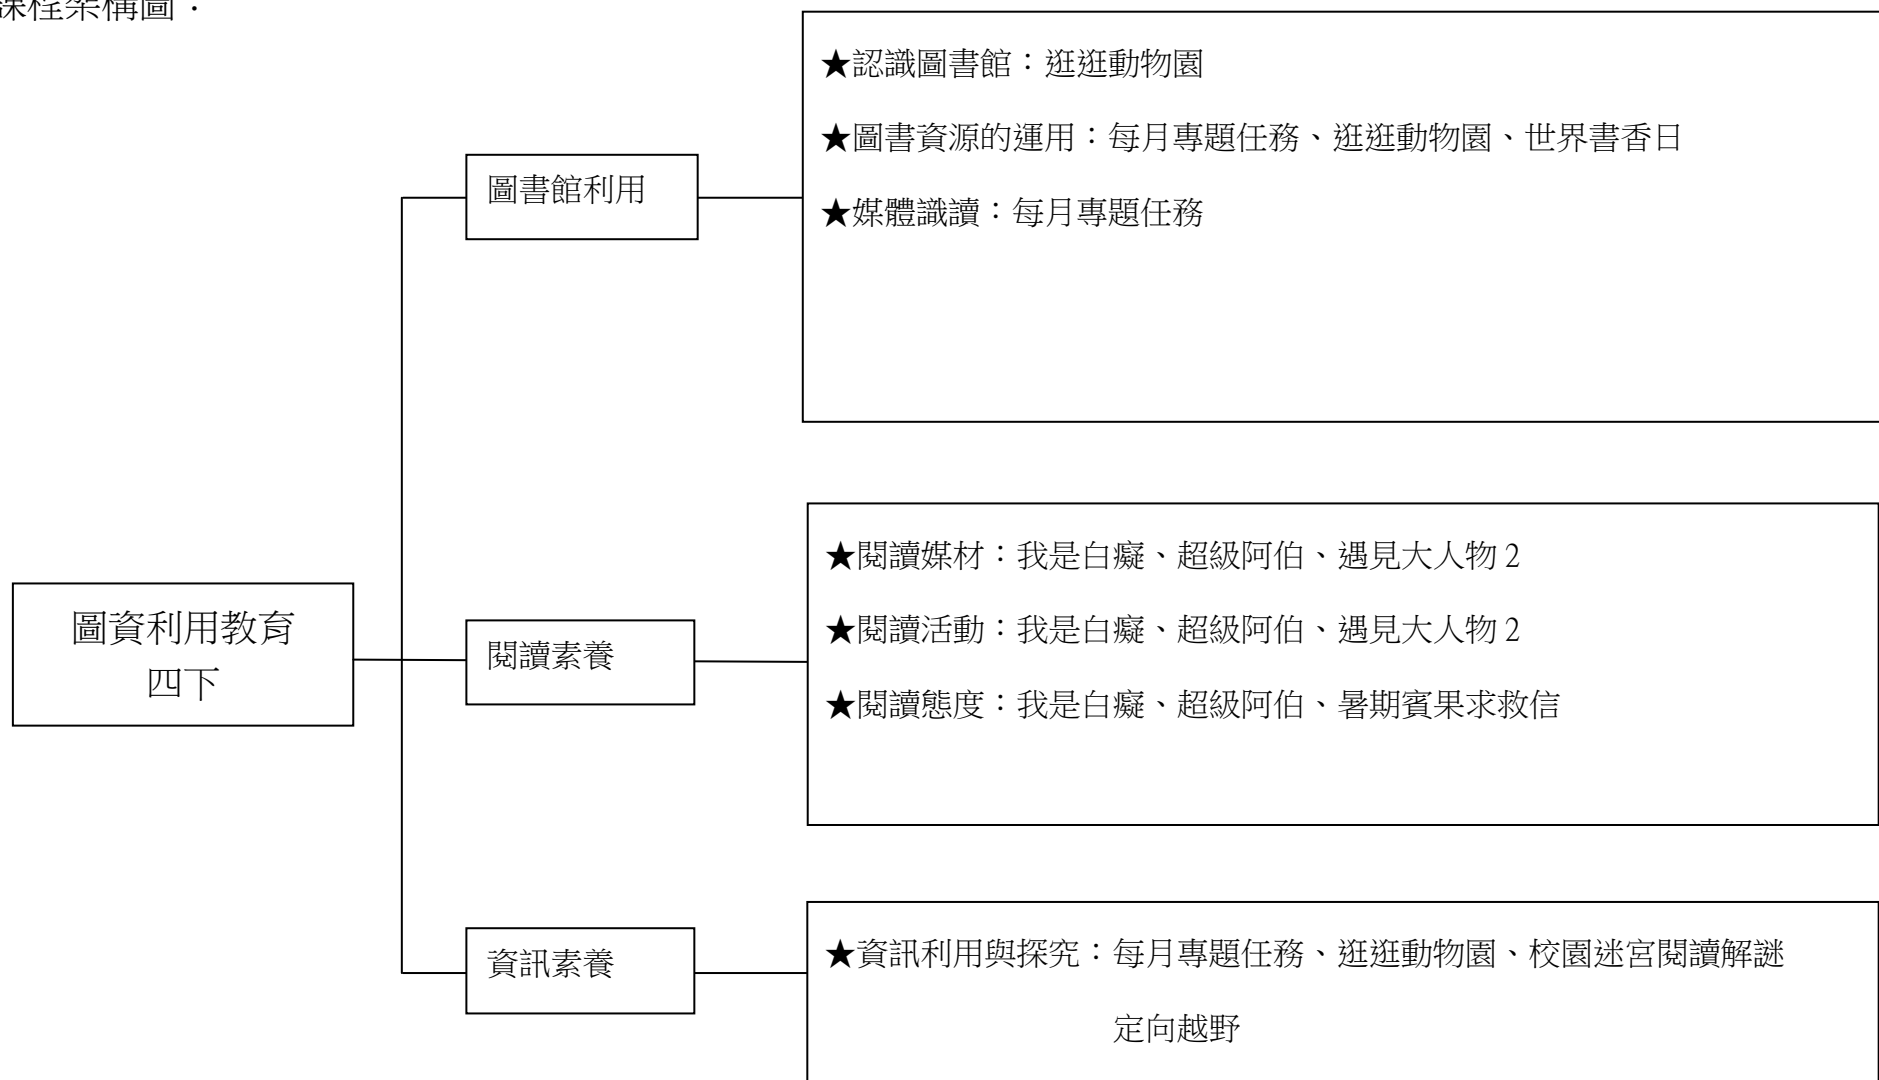 課程架構圖：
★認識圖書館：逛逛動物園
★圖書資源的運用：每月專題任務、逛逛動物園、世界書香日
圖書館利用
★媒體識讀：每月專題任務
★閱讀媒材：我是白癡、超級阿伯、遇見大人物 2
圖資利用教育
四下
閱讀素養
★閱讀活動：我是白癡、超級阿伯、遇見大人物 2
★閱讀態度：我是白癡、超級阿伯、暑期賓果求救信
資訊素養
★資訊利用與探究：每月專題任務、逛逛動物園、校園迷宮閱讀解謎
定向越野